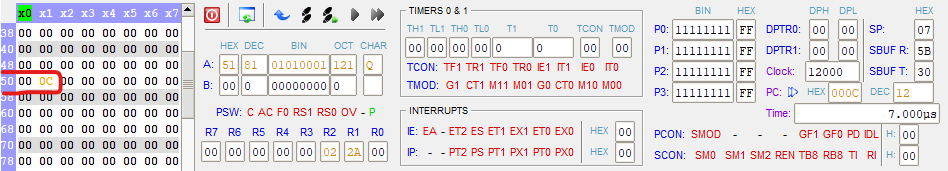 x0 x1 x2 x3 x4 x5 x6 x7
38 00 00 00 00 00 00 00 00
40 00 00 00 00 00 00 00 00
48 00 00 00 00 00 00 00 00
50 00 0C 00 00 00 00 00 00
58 00 00 00 00 00 00 00 00
60 00 00 00 00 00 00 00 00
68 00 00 00 00 00 00 00 00
70 00 00 00 00 00 00 00 00
78 00 00 00 00 00 00 00 00
HEX DEC BIN OCT CHAR
A: 51 81 01010001 121 Q
B: 00 0 00000000 0
PSW: C AC F0 RS1 RS0 OV - P
R7 R6 R5 R4 R3 R2 R1 R0
00 00 00 00 00 02 2A 00
TIMERS 0 & 1
TH1 TL1 TH0 TL0 T1 T0 TCON TMOD
00 00 00 00 0 0 00 00
TCON: TF1 TR1 TF0 TR0 IE1 IT1 IE0 IT0
TMOD: G1 CT1 M11 M01 G0 CT0 M10 M00
INTERRUPTS
IE: EA - ET2 ES ET1 EX1 ET0 EX0 HEX 00
IP: - - PT2 PS PT1 PX1 PT0 PX0 HEX 00
BIN HEX
P0: 11111111 FF
P1: 11111111 FF
P2: 11111111 FF
P3: 11111111 FF
DPH DPL HEX
DPTR0: 00 00 SP: 07
DPTR1: 00 00 SBUF R: 5B
Clock: 12000 SBUF T: 30
PC: HEX 000C DEC 12
Time: 7.000µs
PCON: SMOD - - - GF1 GF0 PD IDL H: 00
SCON: SM0 SM1 SM2 REN TB8 RB8 TI RI H: 00